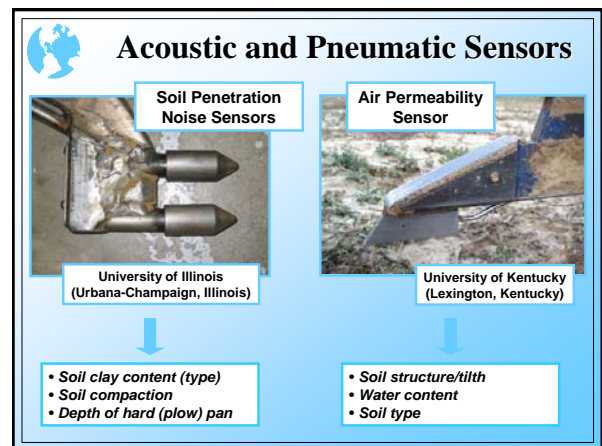 Acoustic and Pneumatic Sensors
Soil Penetration
Noise Sensors
University of Illinois
(Urbana-Champaign, Illinois)
• Soil clay content (type)
• Soil compaction
• Depth of hard (plow) pan
Air Permeability
Sensor
University of Kentucky
(Lexington, Kentucky)
• Soil structure/tilth
• Water content
• Soil type